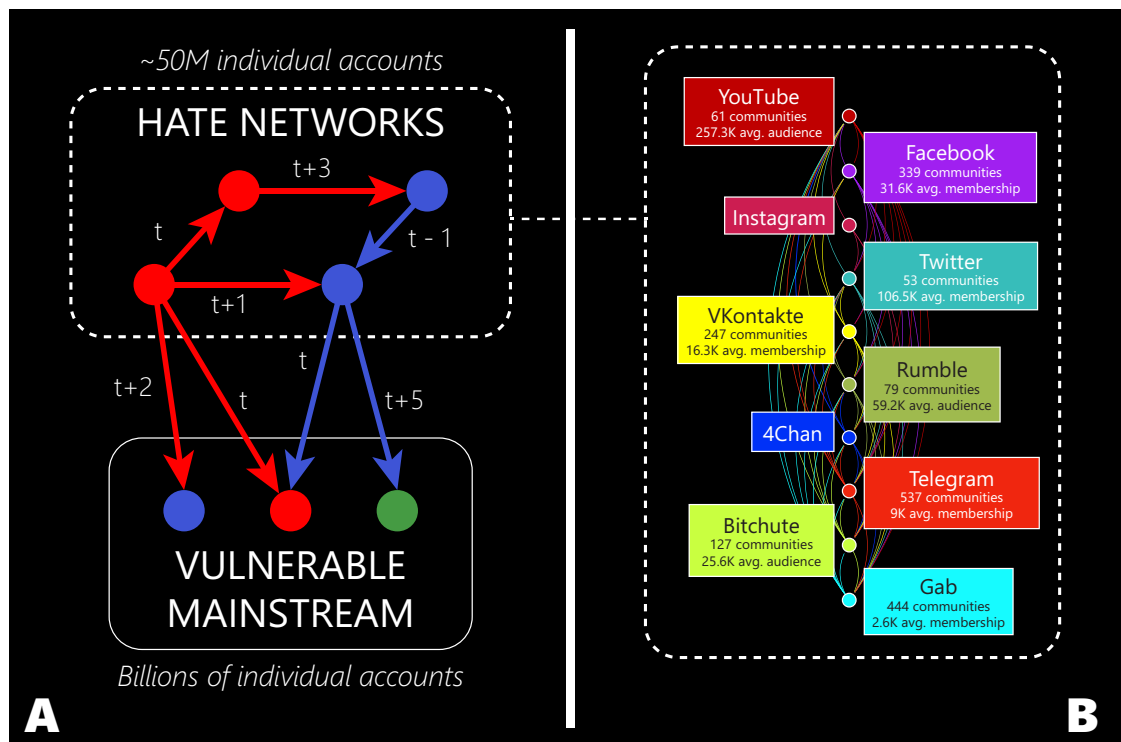 ~50M individual accounts
HATE NETWORKS
t+3
t
t - 1
t+1
t
t+2
t
t+5
VULNERABLE
MAINSTREAM
Billions of individual accounts
A
YouTube
61 communities
257.3K avg. audience
Facebook
339 communities
31.6K avg. membership
Instagram
Twitter
53 communities
106.5K avg. membership
VKontakte
247 communities
16.3K avg. membership
Rumble
79 communities
59.2K avg. audience
4Chan
Telegram
537 communities
9K avg. membership
Bitchute
127 communities
25.6K avg. audience
Gab
444 communities
2.6K avg. membership
B